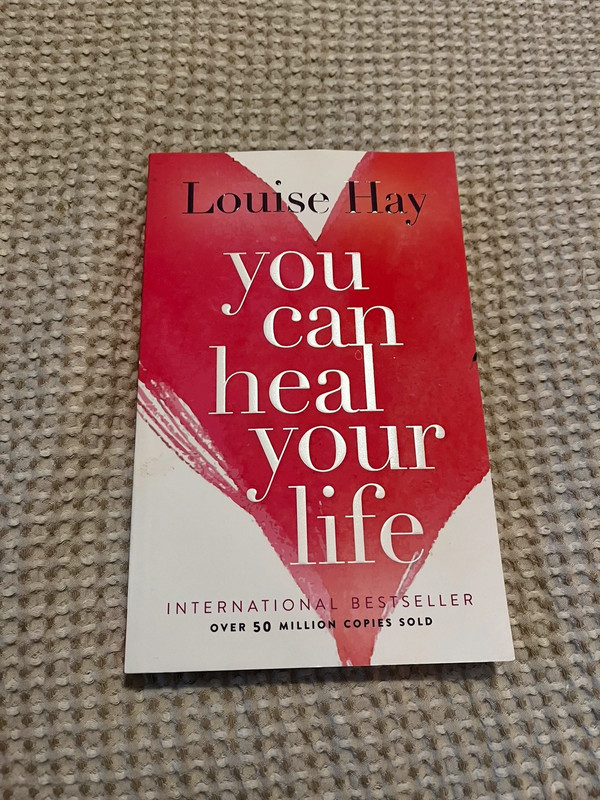 Louise Hay
you
can
heal
your
life
INTERNATIONAL BESTSELLER
OVER 50 MILLION COPIES SOLD